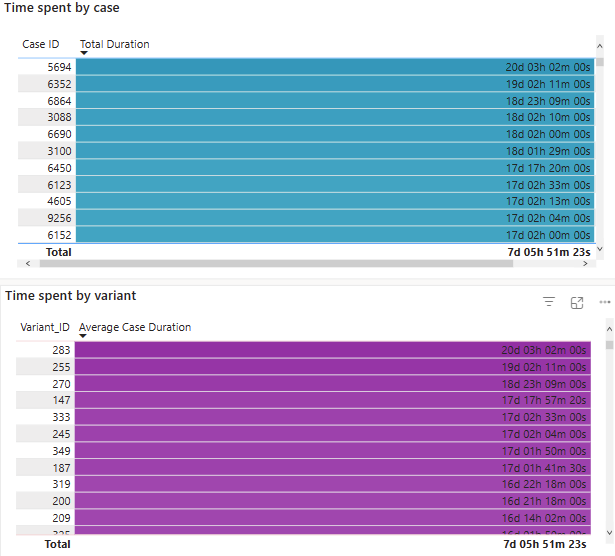 Time spent by case
Case ID Total Duration
5694 20d 03h 02m 00s
6352 19d 02h 11m 00s
6864 18d 23h 09m 00s
3088 18d 02h 10m 00s
6690 18d 02h 00m 00s
3100 18d 01h 29m 00s
6450 17d 17h 20m 00s
6123 17d 02h 33m 00s
4605 17d 02h 13m 00s
9256 17d 02h 04m 00s
6152 17d 02h 00m 00s
Total 7d 05h 51m 23s
Time spent by variant
Variant_ID Average Case Duration
283 20d 03h 02m 00s
255 19d 02h 11m 00s
270 18d 23h 09m 00s
147 17d 17h 57m 20s
333 17d 02h 33m 00s
245 17d 02h 04m 00s
349 17d 01h 50m 00s
187 17d 01h 41m 30s
319 16d 22h 18m 00s
200 16d 21h 18m 00s
209 16d 14h 02m 00s
Total 7d 05h 51m 23s